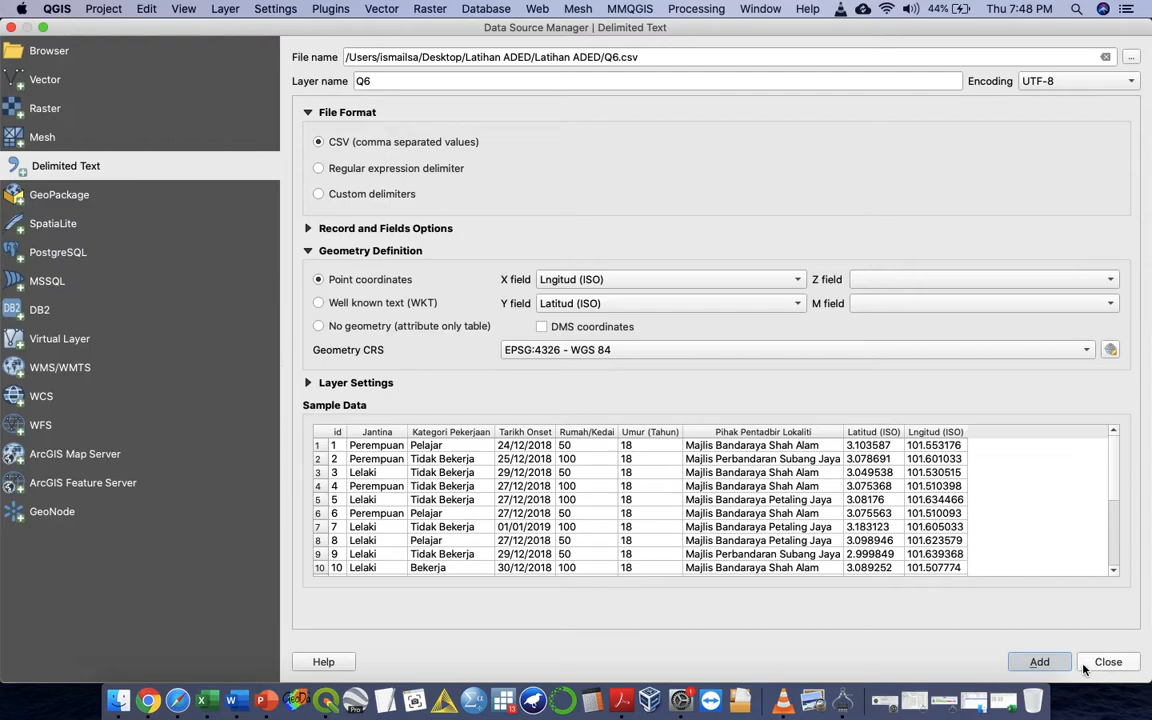 QGIS Project Edit View Layer Settings Plugins Vector Raster Database Web Mesh MMQGIS Processing Window Help 44% Thu 7:48 PM
Data Source Manager | Delimited Text
Browser
Vector
Raster
Mesh
Delimited Text
GeoPackage
SpatiaLite
PostgreSQL
MSSQL
DB2
Virtual Layer
WMS/WMTS
WCS
WFS
ArcGIS Map Server
ArcGIS Feature Server
GeoNode
File name /Users/ismailsa/Desktop/Latihan ADED/Latihan ADED/Q6.csv ...
Layer name Q6 Encoding UTF-8
File Format
CSV (comma separated values)
Regular expression delimiter
Custom delimiters
Record and Fields Options
Geometry Definition
Point coordinates X field Lngitud (ISO) Z field
Well known text (WKT) Y field Latitud (ISO) M field
No geometry (attribute only table) DMS coordinates
Geometry CRS EPSG:4326 - WGS 84
Layer Settings
Sample Data
id Jantina Kategori Pekerjaan Tarikh Onset Rumah/Kedai Umur (Tahun) Pihak Pentadbir Lokaliti Latitud (ISO) Lngitud (ISO)
1 1 Perempuan Pelajar 24/12/2018 50 18 Majlis Bandaraya Shah Alam 3.103587 101.553176
2 2 Perempuan Tidak Bekerja 25/12/2018 100 18 Majlis Perbandaran Subang Jaya 3.078691 101.601033
3 3 Lelaki Tidak Bekerja 29/12/2018 50 18 Majlis Bandaraya Shah Alam 3.049538 101.530515
4 4 Perempuan Tidak Bekerja 27/12/2018 100 18 Majlis Bandaraya Shah Alam 3.075368 101.510398
5 5 Lelaki Tidak Bekerja 27/12/2018 100 18 Majlis Bandaraya Petaling Jaya 3.08176 101.634466
6 6 Perempuan Pelajar 27/12/2018 50 18 Majlis Bandaraya Shah Alam 3.075563 101.510093
7 7 Lelaki Tidak Bekerja 01/01/2019 100 18 Majlis Bandaraya Petaling Jaya 3.183123 101.605033
8 8 Lelaki Pelajar 27/12/2018 50 18 Majlis Bandaraya Petaling Jaya 3.098946 101.623579
9 9 Lelaki Tidak Bekerja 29/12/2018 50 18 Majlis Perbandaran Subang Jaya 2.999849 101.639368
10 10 Lelaki Bekerja 30/12/2018 100 18 Majlis Bandaraya Shah Alam 3.089252 101.507774
Help Add Close